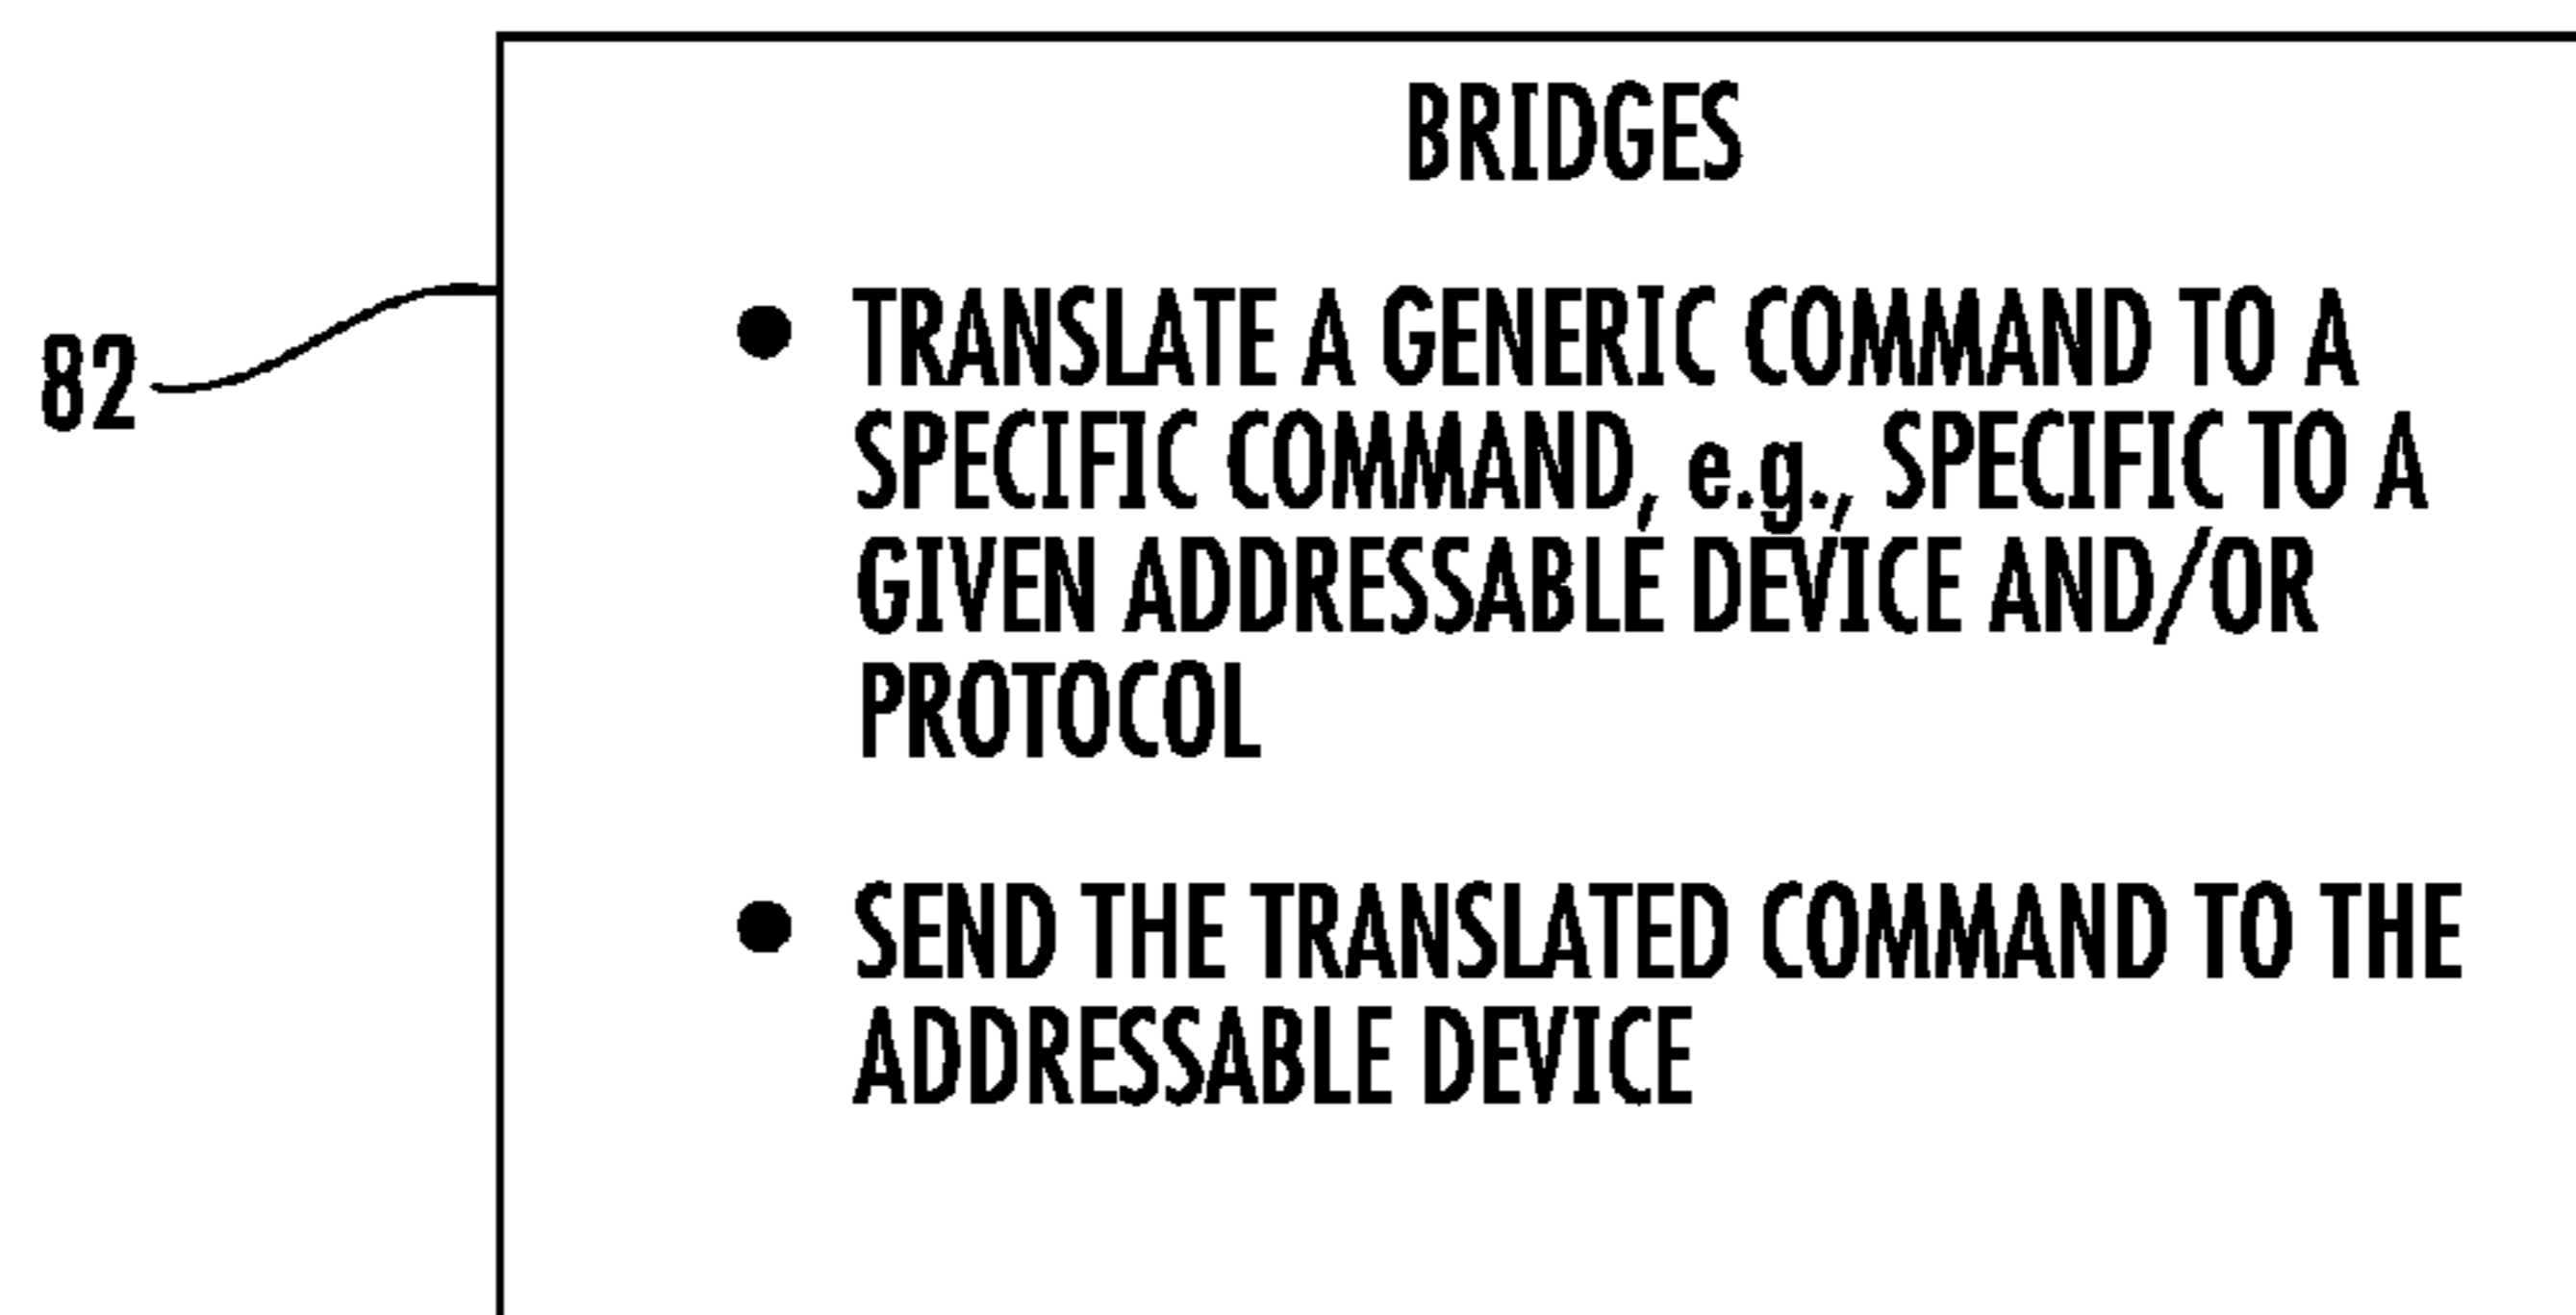 BRIDGES
82
● TRANSLATE A GENERIC COMMAND TO A
SPECIFIC COMMAND, e.g., SPECIFIC TO A
GIVEN ADDRESSABLE DEVICE AND/OR
PROTOCOL
● SEND THE TRANSLATED COMMAND TO THE
ADDRESSABLE DEVICE